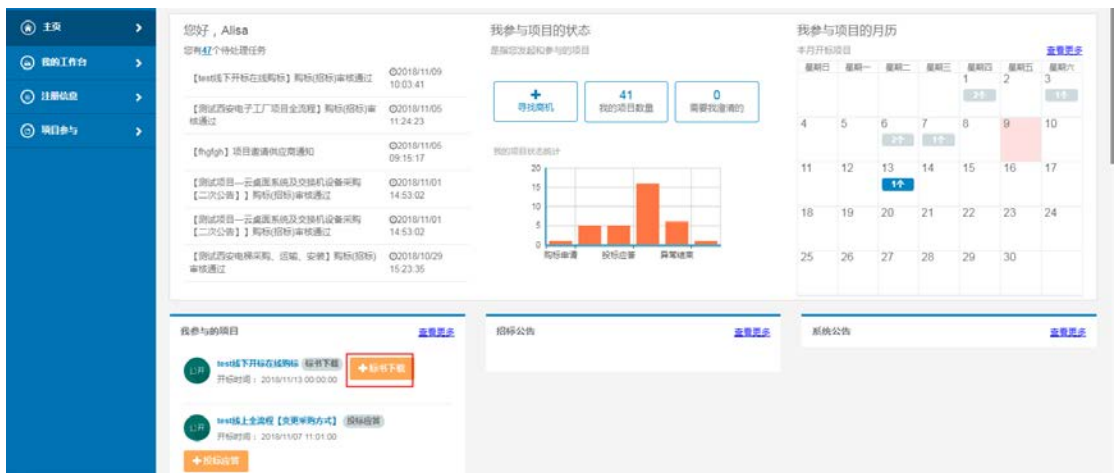 主页
我的工作台
注册信息
项目参与
您好，Alisa
您有47个待处理任务
【test线下开标在线购标】购标(招标)审核通过
2018/11/09
10:03:41
【测试西安电子工厂项目全流程】购标(招标)审
核通过
2018/11/05
11:24:23
【fhgfgh】项目邀请供应商通知
2018/11/05
09:15:17
【测试项目—云桌面系统及交换机设备采购
【二次公告】】购标(招标)审核通过
2018/11/01
14:53:02
【测试项目—云桌面系统及交换机设备采购
【二次公告】】购标(招标)审核通过
2018/11/01
14:53:02
【测试西安电梯采购、运输、安装】购标(招标)
审核通过
2018/10/29
15:23:35
我参与项目的状态
是指您发起和参与的项目
寻找商机
41
我的项目数量
0
需要我澄清的
我的项目状态统计
20
15
10
5
0
购标申请 投标应答 异常结束
我参与项目的月历
本月开标项目
查看更多
星期日 星期一 星期二 星期三 星期四 星期五 星期六
1 2 3
2个 1个
4 5 6 7 8 9 10
2个 1个
11 12 13 14 15 16 17
1个
18 19 20 21 22 23 24
25 26 27 28 29 30
我参与的项目
查看更多
公开
test线下开标在线购标 标书下载
开标时间：2018/11/13 00:00:00
标书下载
公开
test线上全流程【变更采购方式】 投标应答
开标时间：2018/11/07 11:01:00
投标应答
招标公告
查看更多
系统公告
查看更多